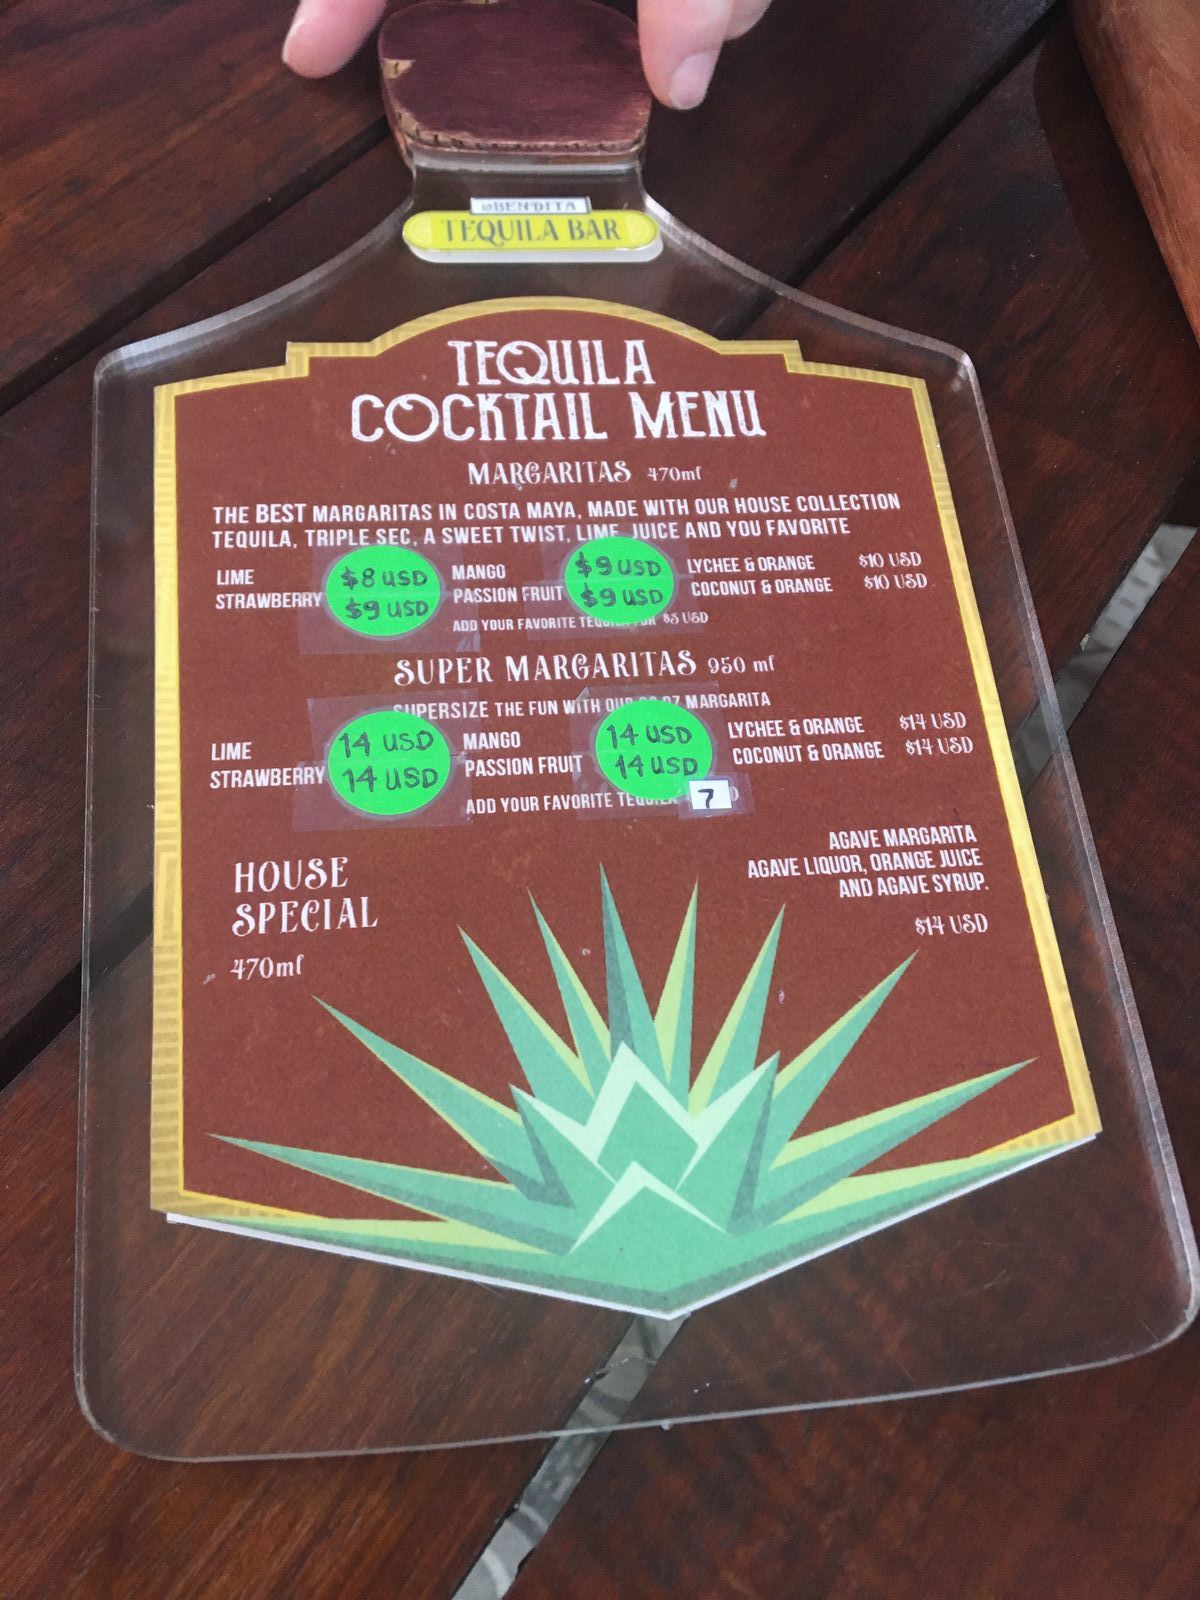 LaBENDITA
TEQUILA BAR
TEQUILA
COCKTAIL MENU
MARGARITAS 470ml
THE BEST MARGARITAS IN COSTA MAYA, MADE WITH OUR HOUSE COLLECTION
TEQUILA, TRIPLE SEC, A SWEET TWIST, LIME JUICE AND YOU FAVORITE
LIME $8 USD MANGO $9 USD LYCHEE & ORANGE $10 USD
STRAWBERRY $9 USD PASSION FRUIT $9 USD COCONUT & ORANGE $10 USD
ADD YOUR FAVORITE $3 USD
SUPER MARGARITAS 950 ml
SUPERSIZE THE FUN WITH OUR MARGARITA
LIME 14 USD MANGO 14 USD LYCHEE & ORANGE $14 USD
STRAWBERRY 14 USD PASSION FRUIT 14 USD COCONUT & ORANGE $14 USD
ADD YOUR FAVORITE TEQUILA 7
HOUSE
SPECIAL
470ml
AGAVE MARGARITA
AGAVE LIQUOR, ORANGE JUICE
AND AGAVE SYRUP.
$14 USD